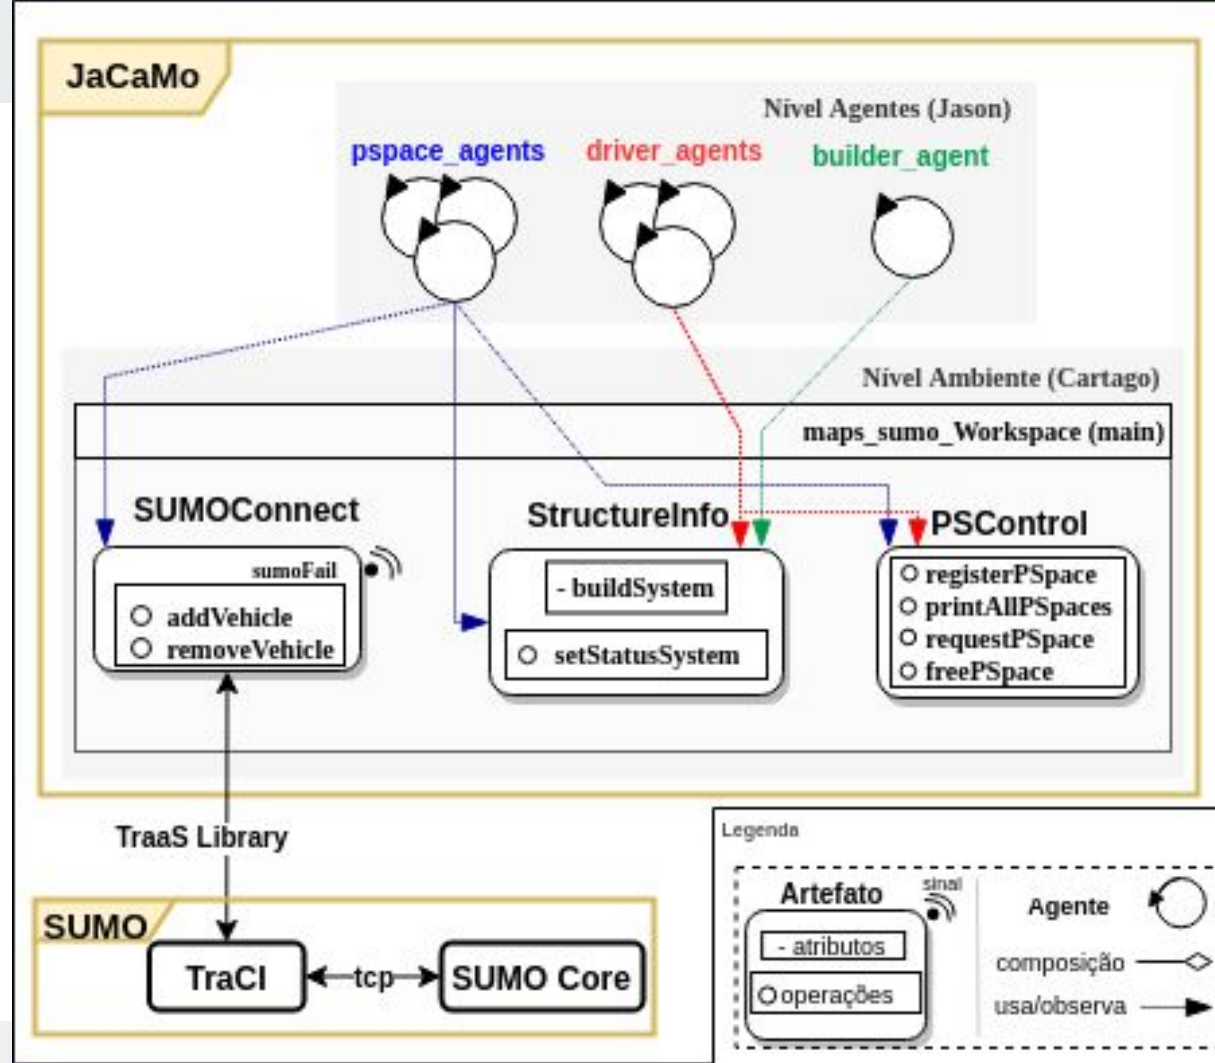 JaCaMo
Nível Agentes (Jason)
pspace_agents
driver_agents
builder_agent
Nível Ambiente (Cartago)
maps_sumo_Workspace (main)
SUMOConnect
StructureInfo
PSControl
sumoFail
addVehicle
removeVehicle
- buildSystem
setStatusSystem
registerPSpace
printAllPSpaces
requestPSpace
freePSpace
TraaS Library
SUMO
TraCI
tcp
SUMO Core
Legenda
Artefato
sinal
- atributos
operações
Agente
composição
usa/observa